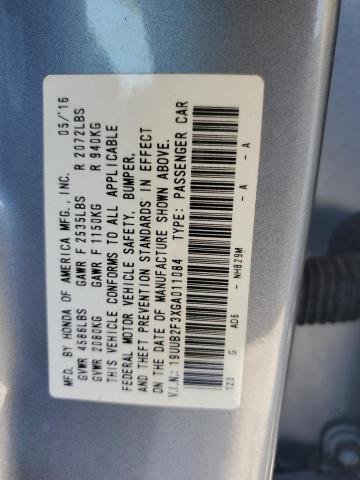 MFD. BY HONDA OF AMERICA MFG., INC. 05/16
GVWR 4586LBS GAWR F 2535LBS R 2072LBS
GVWR 2080KG GAWR F 1150KG R 940KG
THIS VEHICLE CONFORMS TO ALL APPLICABLE
FEDERAL MOTOR VEHICLE SAFETY, BUMPER,
AND THEFT PREVENTION STANDARDS IN EFFECT
ON THE DATE OF MANUFACTURE SHOWN ABOVE.
V.I.N.: 19UUB2F3XGA011084 TYPE: PASSENGER CAR
G AD6 - NH829M - A - A
TZ3